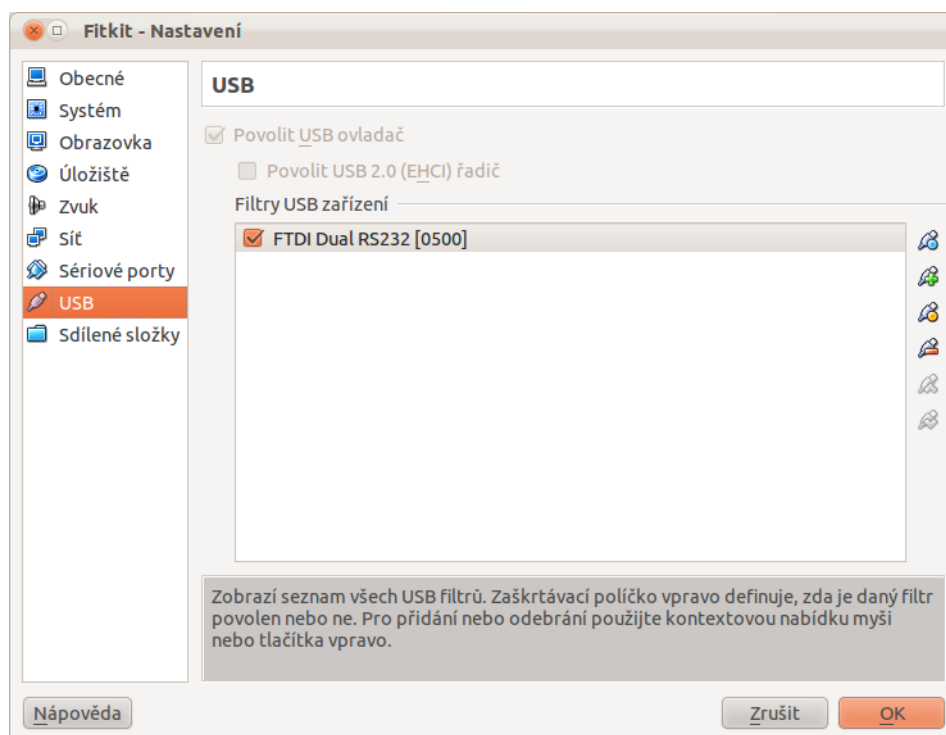 Fitkit - Nastavení
Obecné
Systém
Obrazovka
Úložiště
Zvuk
Síť
Sériové porty
USB
Sdílené složky
USB
Povolit USB ovladač
Povolit USB 2.0 (EHCI) řadič
Filtry USB zařízení
FTDI Dual RS232 [0500]
Zobrazí seznam všech USB filtrů. Zaškrtávací políčko vpravo definuje, zda je daný filtr
povolen nebo ne. Pro přidání nebo odebrání použijte kontextovou nabídku myši
nebo tlačítka vpravo.
Nápověda
Zrušit
OK